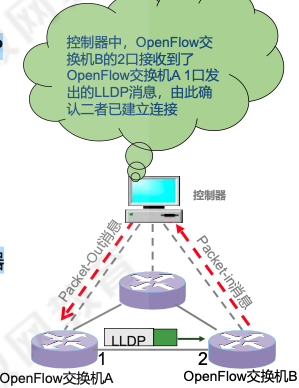 控制器中，OpenFlow交
换机B的2口接收到了
OpenFlow交换机A 1口发
出的LLDP消息，由此确
认二者已建立连接
控制器
Packet-Out消息
Packet-in消息
LLDP
1
2
OpenFlow交换机A
OpenFlow交换机B